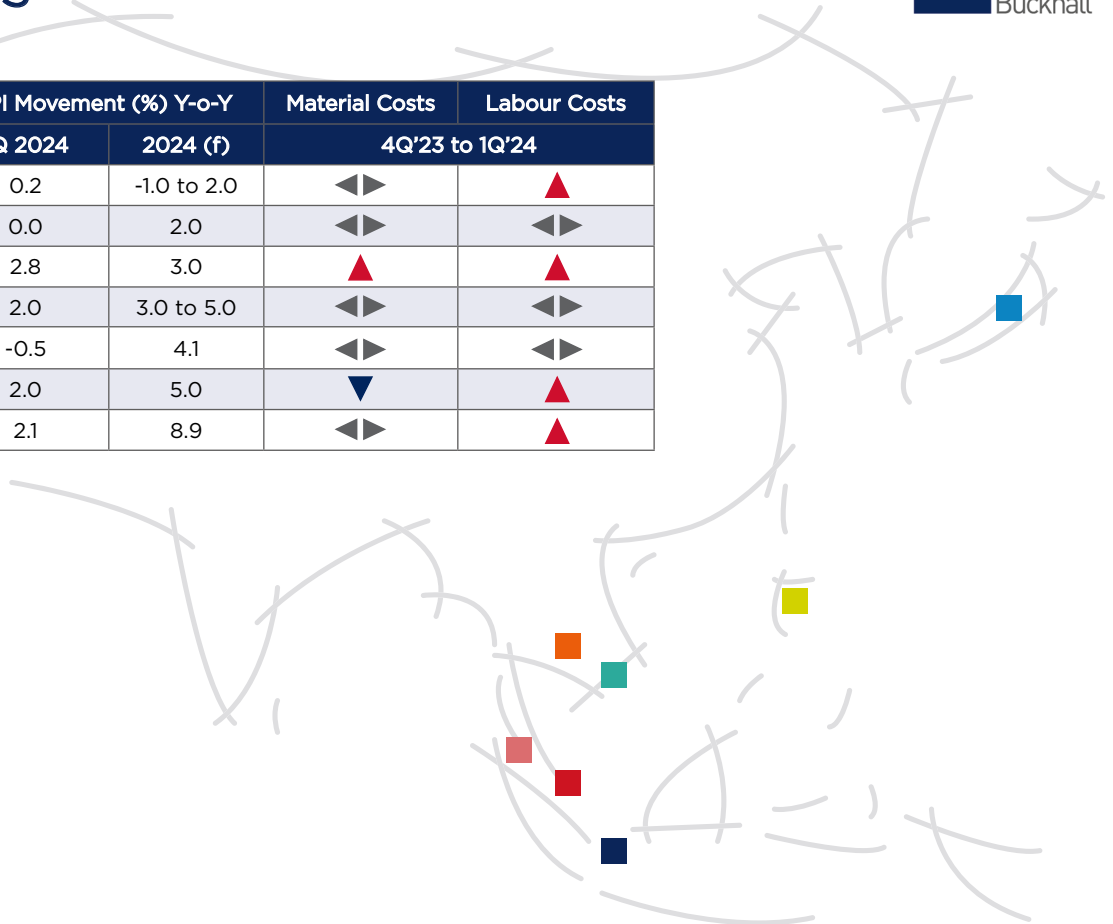 Bucknall
Movement (%) Y-o-Y Material Costs Labour Costs
2024 2024 (f) 4Q'23 to 1Q'24
0.2 -1.0 to 2.0
0.0 2.0
2.8 3.0
2.0 3.0 to 5.0
-0.5 4.1
2.0 5.0
2.1 8.9